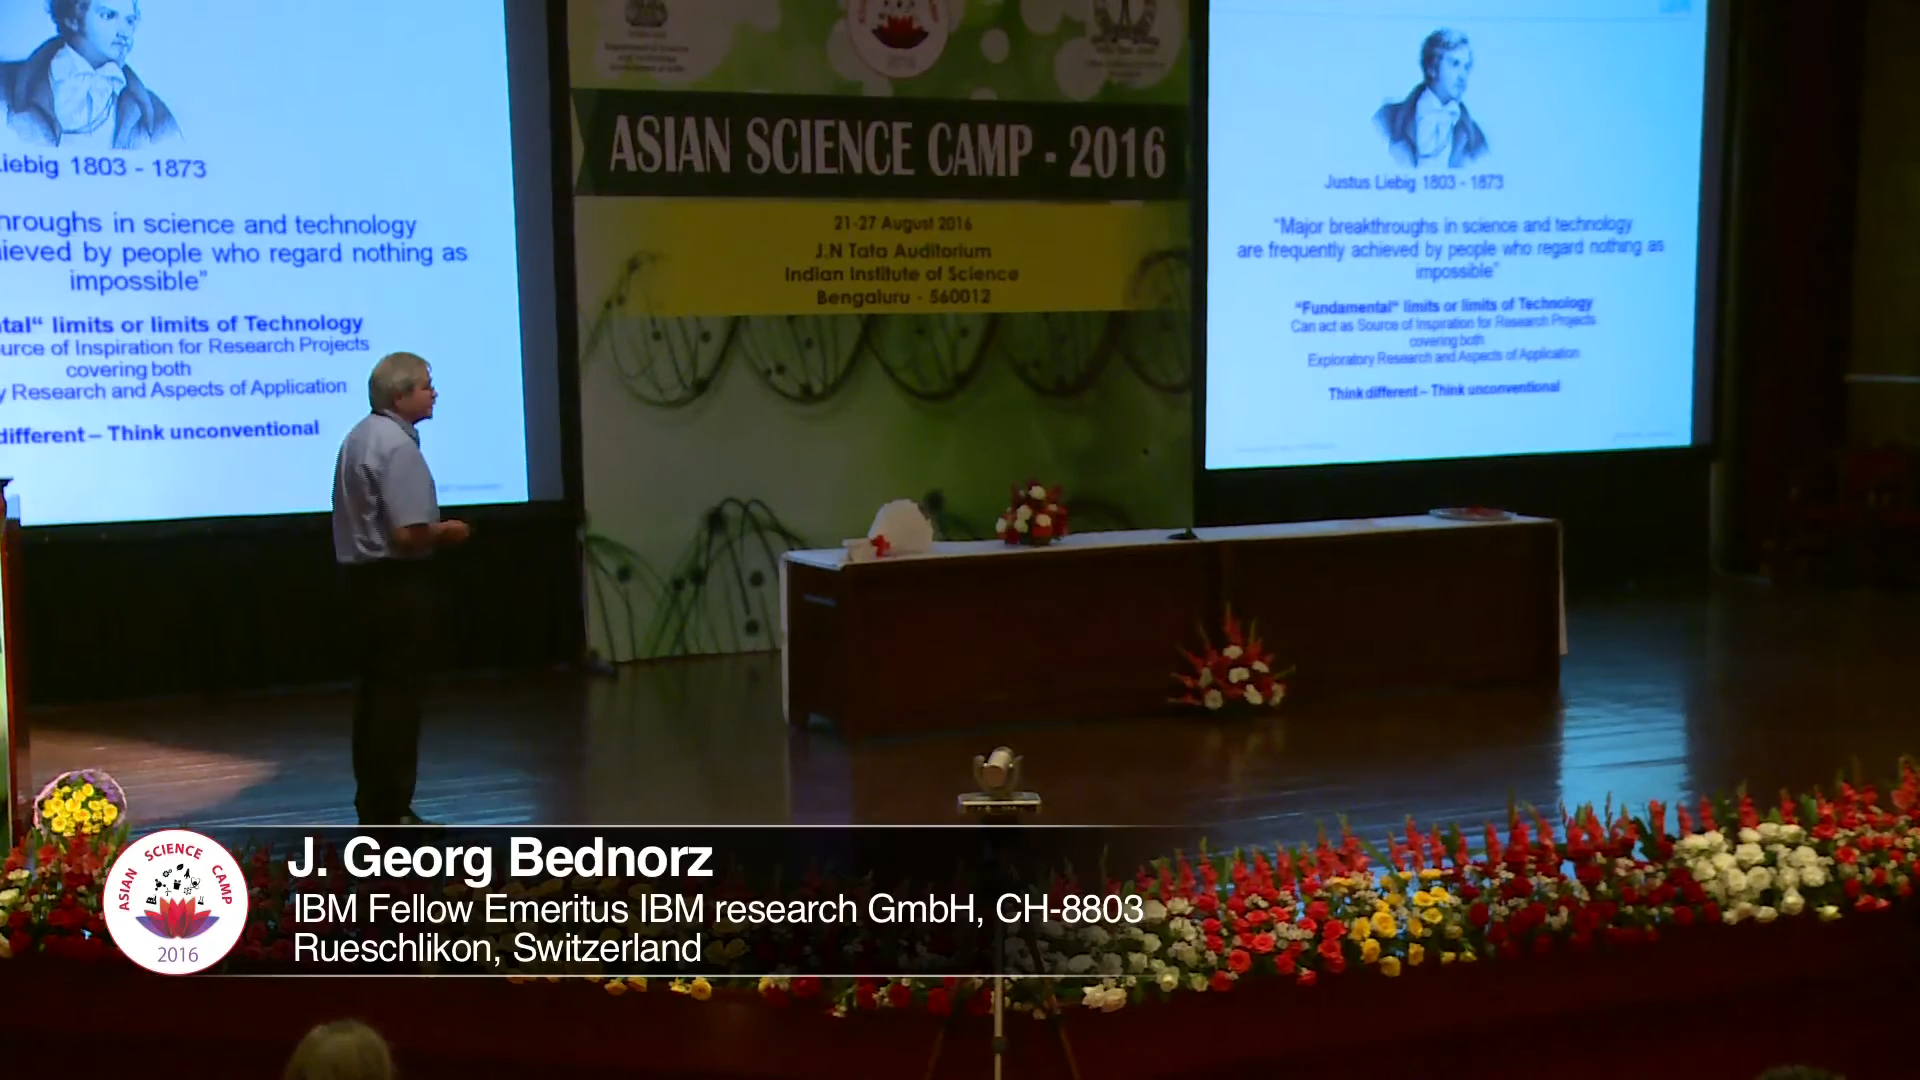 Liebig 1803 - 1873
hroughs in science and technology
ieved by people who regard nothing as
impossible"
tal“ limits or limits of Technology
urce of Inspiration for Research Projects
covering both
y Research and Aspects of Application
different – Think unconventional
2016
ASIAN SCIENCE CAMP - 2016
21-27 August 2016
J.N Tata Auditorium
Indian Institute of Science
Bengaluru - 560012
Justus Liebig 1803 - 1873
"Major breakthroughs in science and technology
are frequently achieved by people who regard nothing as
impossible"
“Fundamental“ limits or limits of Technology
Can act as Source of Inspiration for Research Projects
covering both
Exploratory Research and Aspects of Application
Think different – Think unconventional
ASIAN SCIENCE CAMP
2016
J. Georg Bednorz
IBM Fellow Emeritus IBM research GmbH, CH-8803
Rueschlikon, Switzerland